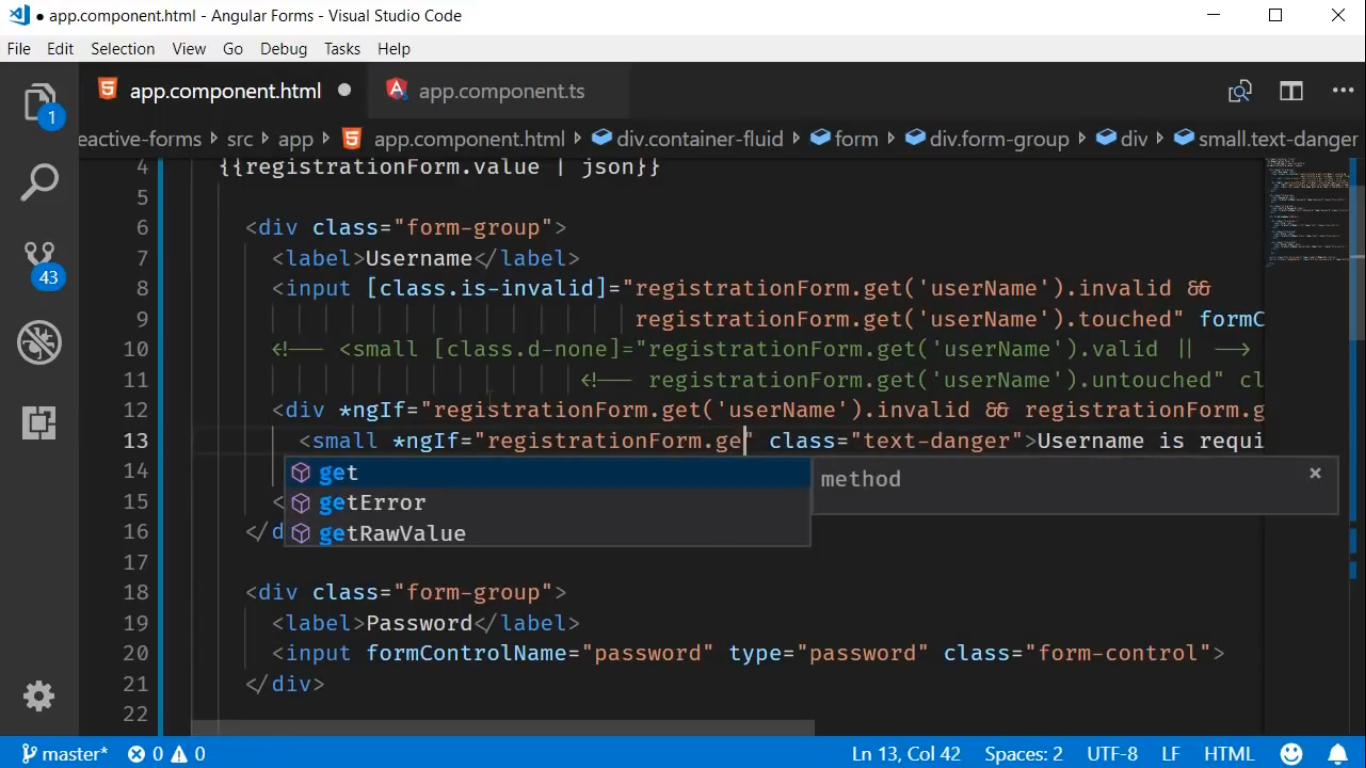 app.component.html - Angular Forms - Visual Studio Code
File Edit Selection View Go Debug Tasks Help
app.component.html app.component.ts
eactive-forms src app app.component.html div.container-fluid form div.form-group div small.text-danger
4 {{registrationForm.value | json}}
5
6 <div class="form-group">
7 <label>Username</label>
8 <input [class.is-invalid]="registrationForm.get('userName').invalid &&
9 registrationForm.get('userName').touched" formC
10 <!-- <small [class.d-none]="registrationForm.get('userName').valid || -->
11 <!-- registrationForm.get('userName').untouched" cl
12 <div *ngIf="registrationForm.get('userName').invalid && registrationForm.g
13 <small *ngIf="registrationForm.ge" class="text-danger">Username is requi
14 get method
15 < getError
16 </d getRawValue
17
18 <div class="form-group">
19 <label>Password</label>
20 <input formControlName="password" type="password" class="form-control">
21 </div>
22
1
43
master* 0 0 Ln 13, Col 42 Spaces: 2 UTF-8 LF HTML